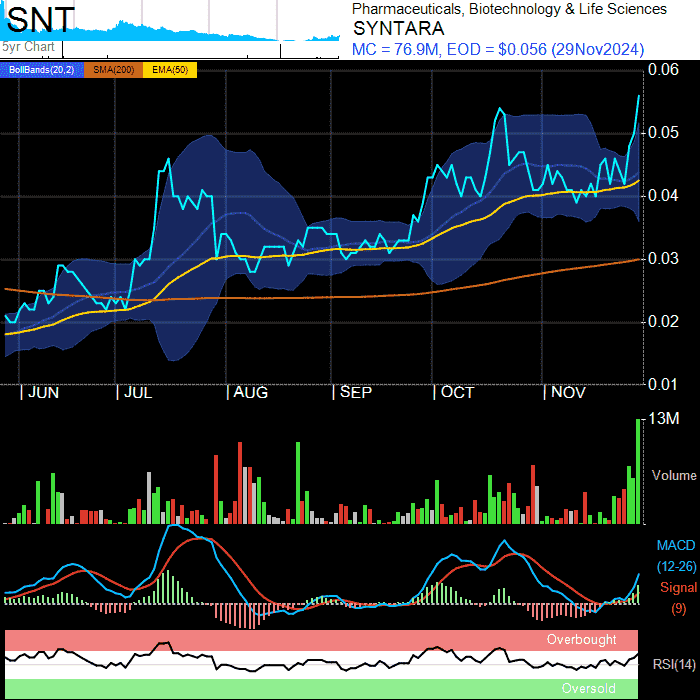 SNT
5yr Chart
Pharmaceuticals, Biotechnology & Life Sciences
SYNTARA
MC = 76.9M, EOD = $0.056 (29Nov2024)
BollBands(20,2) SMA(200) EMA(50)
0.06
0.05
0.04
0.03
0.02
0.01
JUN JUL AUG SEP OCT NOV
13M
Volume
MACD
(12-26)
Signal
(9)
Overbought
RSI(14)
Oversold